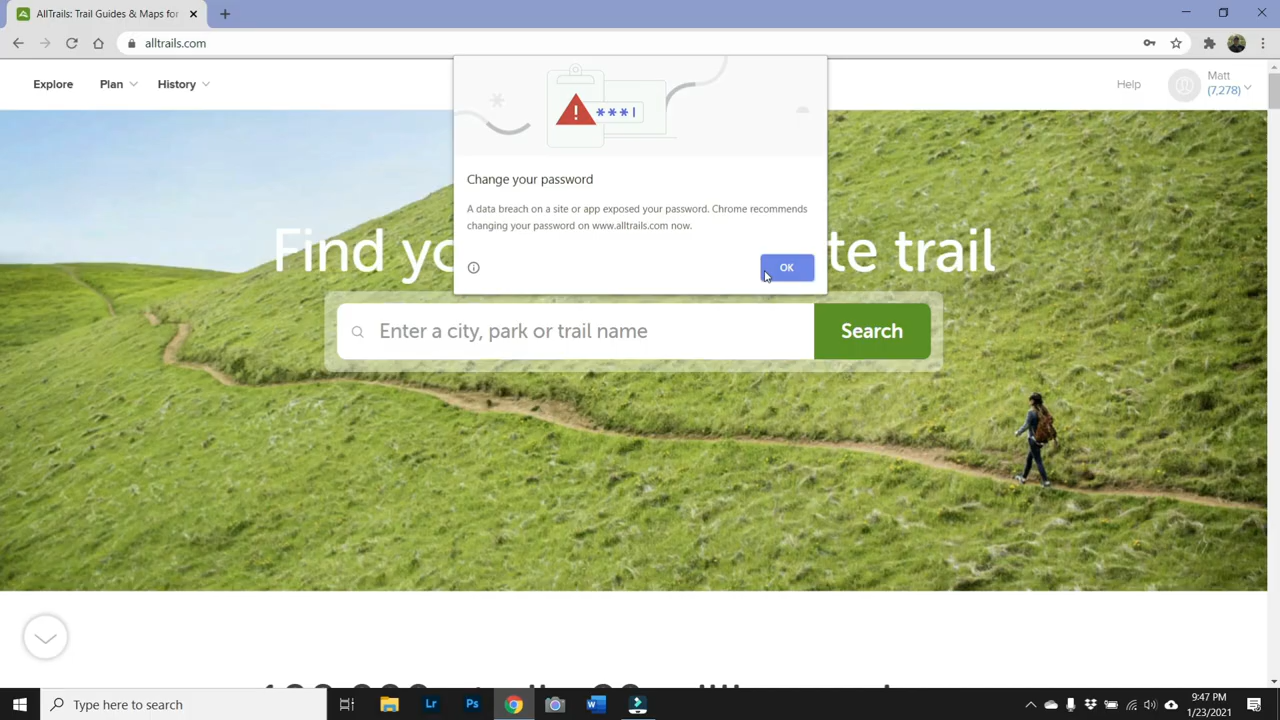 AllTrails: Trail Guides & Maps for
alltrails.com
Explore
Plan
History
Help
Matt
(7,278)
***|
Change your password
A data breach on a site or app exposed your password. Chrome recommends
changing your password on www.alltrails.com now.
OK
Find yo
te trail
Enter a city, park or trail name
Search
Type here to search
Lr
Ps
W
9:47 PM
1/23/2021